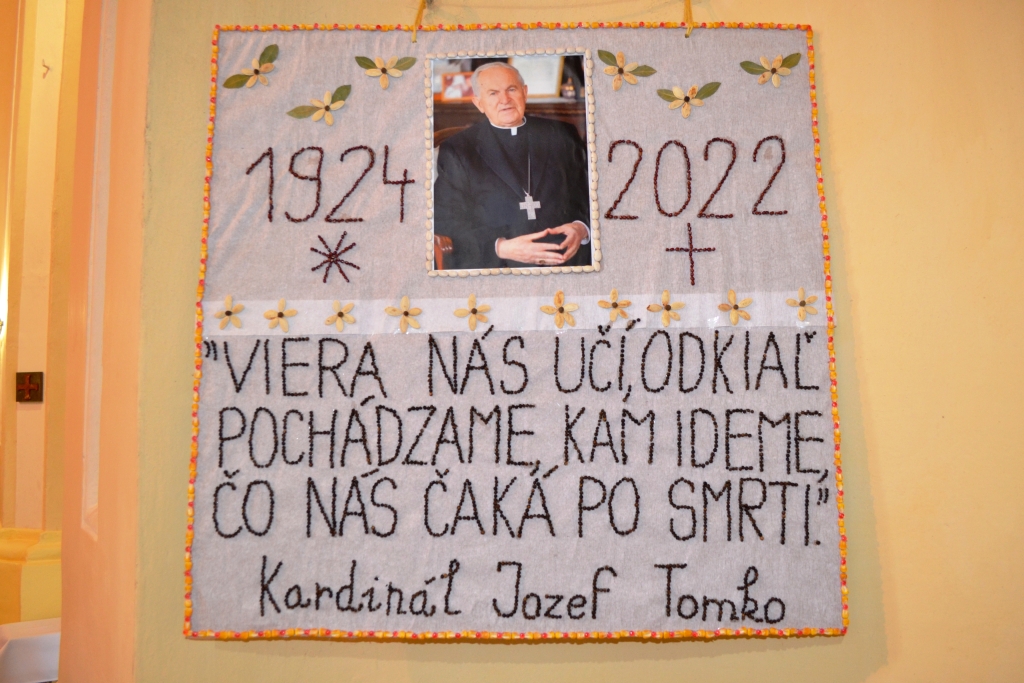 1924 2022
"VIERA NÁS UČÍ, ODKIAĽ
POCHÁDZAME, KAM IDEME,
ČO NÁS ČAKÁ PO SMRTI."
Kardinál Jozef Tomko